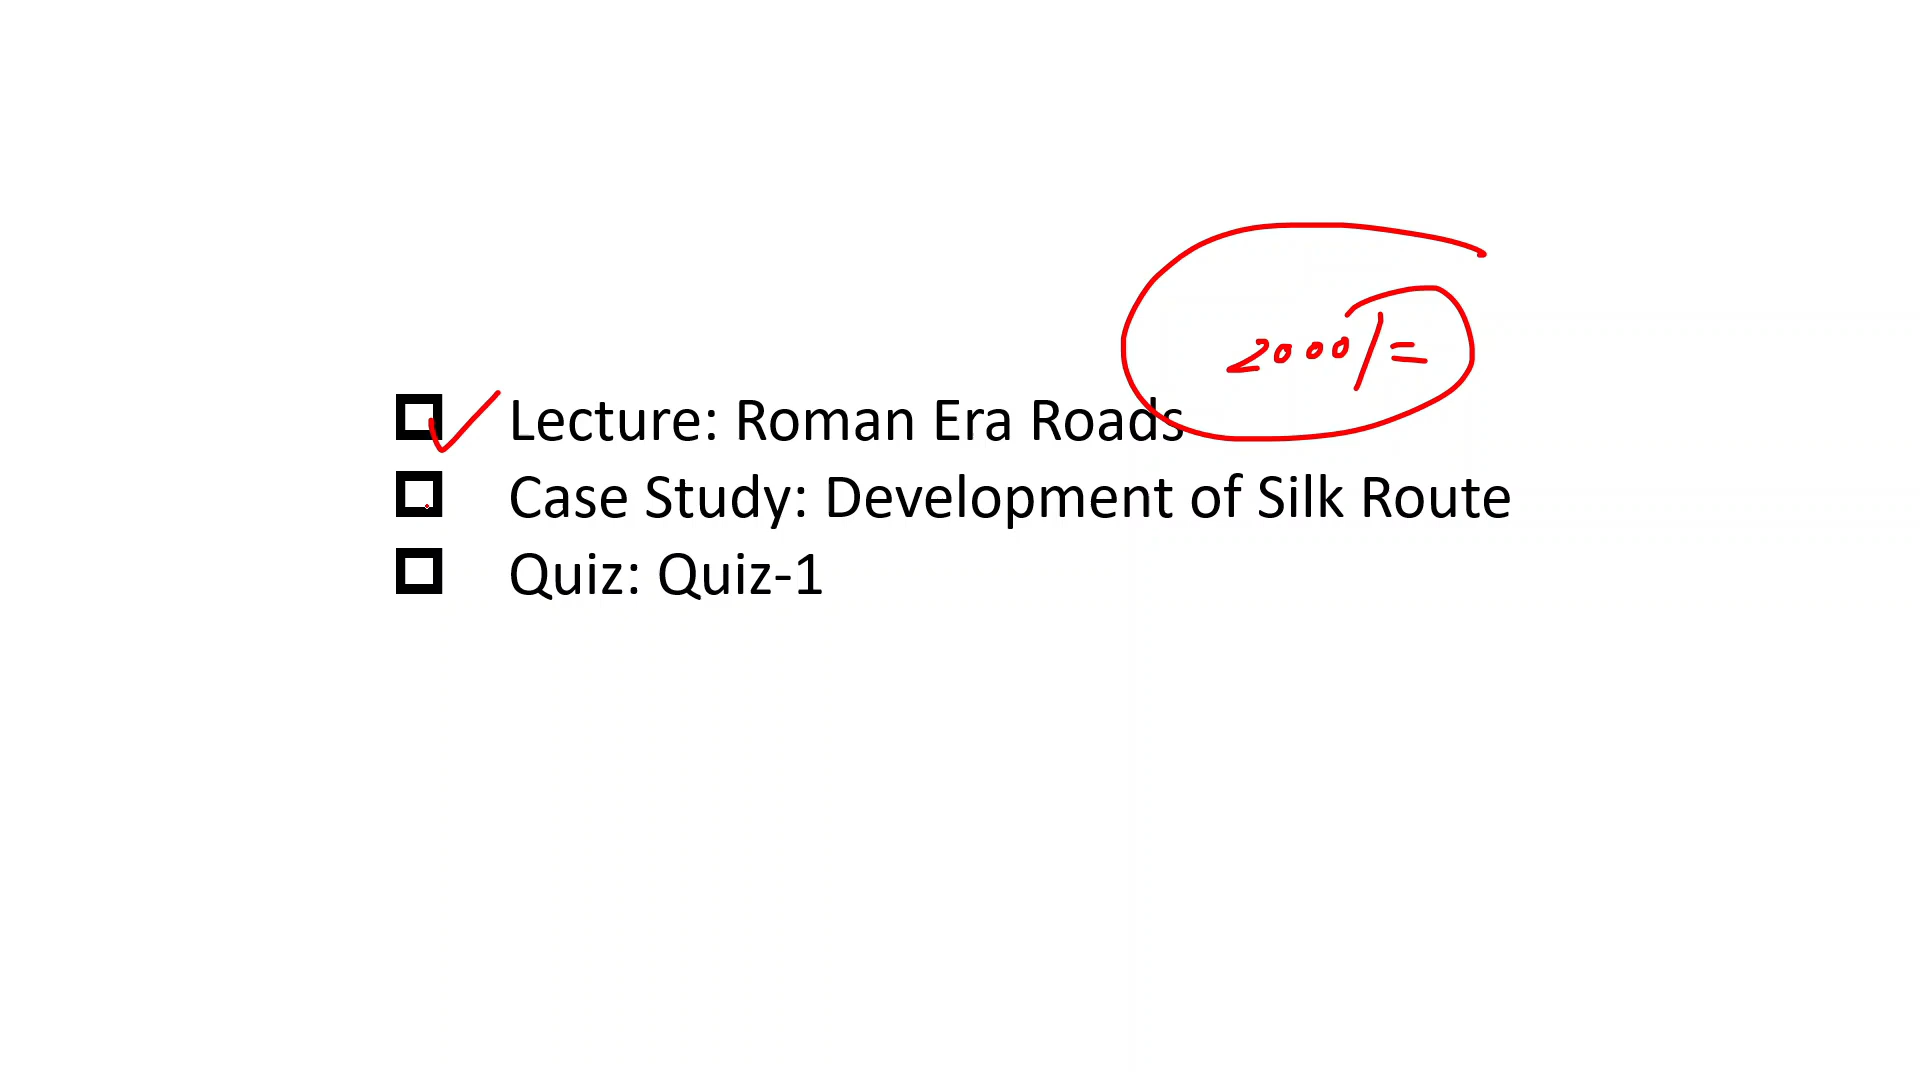 2000/=
Lecture: Roman Era Roads
Case Study: Development of Silk Route
Quiz: Quiz-1